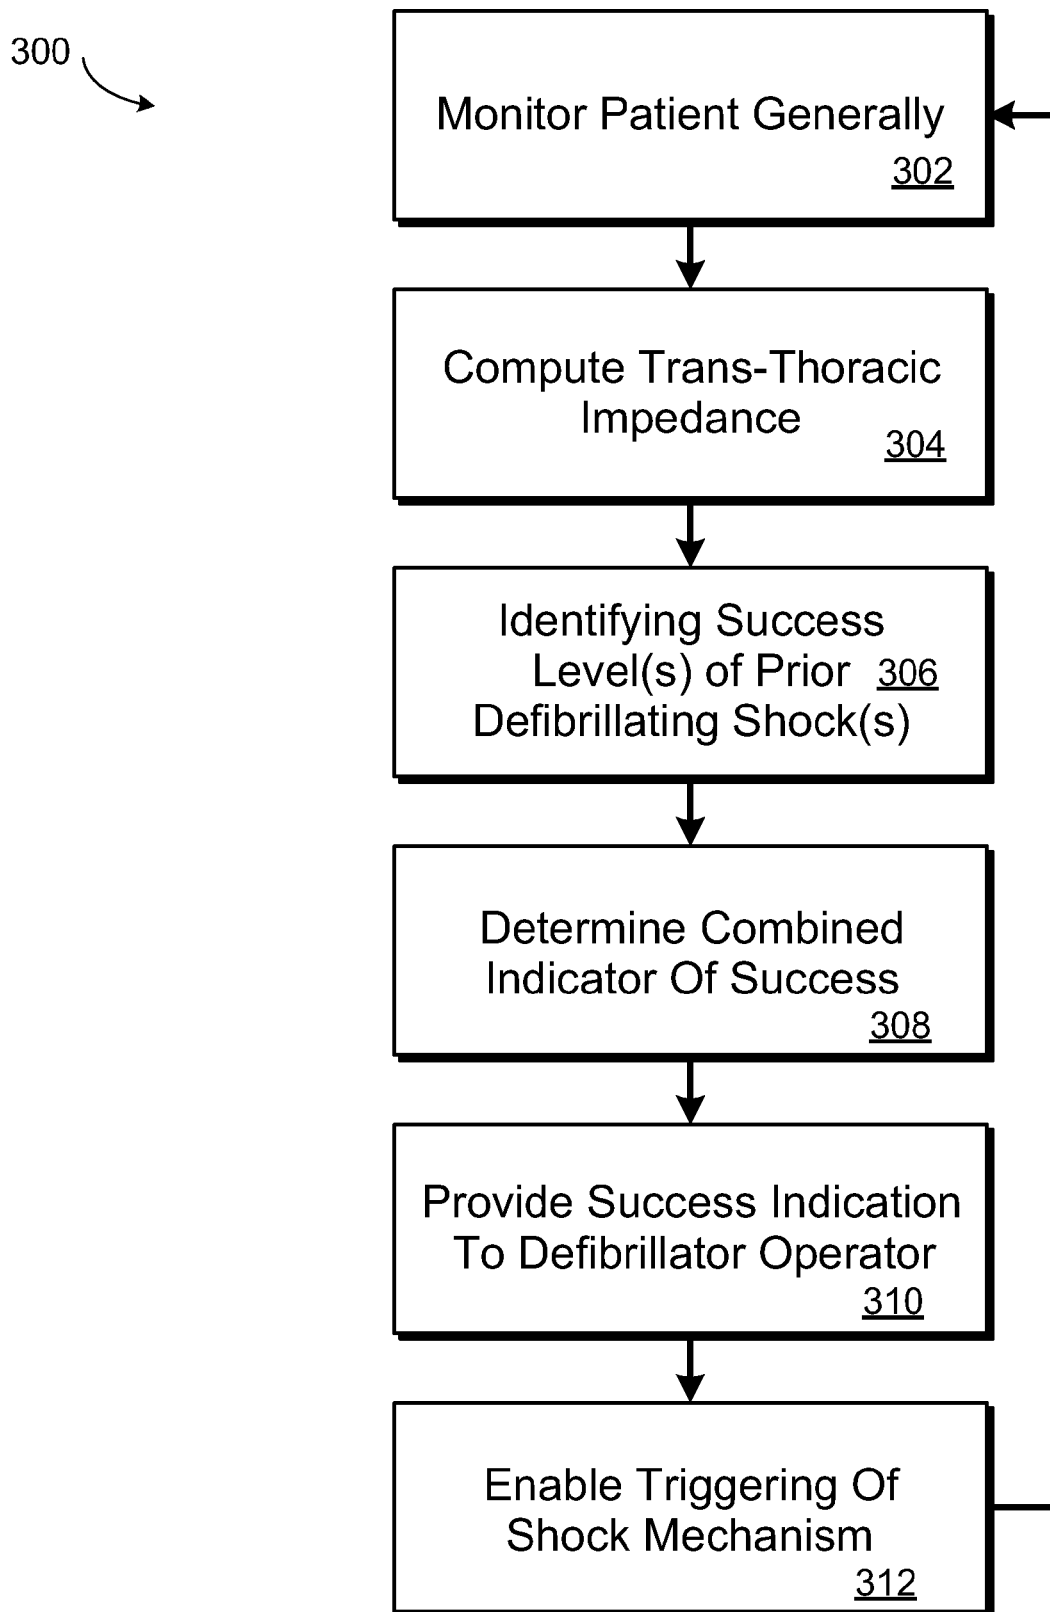 300
Monitor Patient Generally
302
Compute Trans-Thoracic
Impedance
304
Identifying Success
Level(s) of Prior 306
Defibrillating Shock(s)
Determine Combined
Indicator Of Success
308
Provide Success Indication
To Defibrillator Operator
310
Enable Triggering Of
Shock Mechanism
312